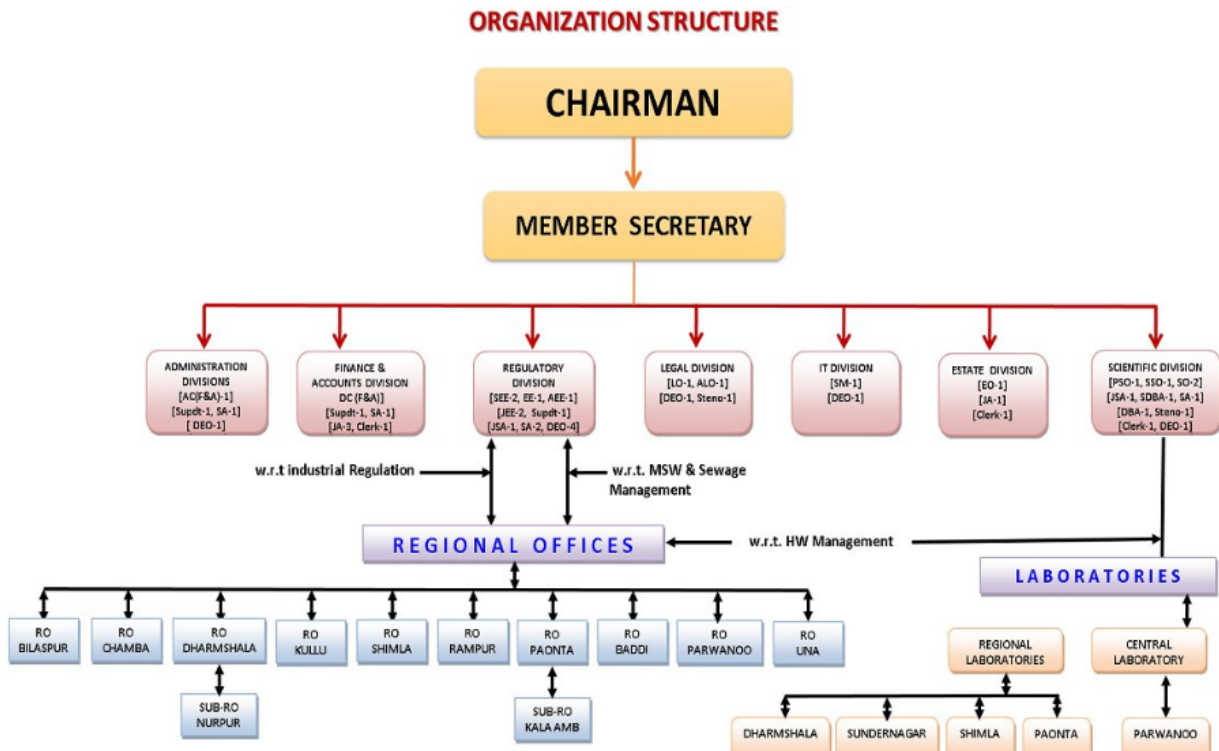 ORGANIZATION STRUCTURE
CHAIRMAN
MEMBER SECRETARY
ADMINISTRATION
DIVISIONS
[AC(F&A)-1]
[Supdt-1, SA-1]
[ DEO-1]
FINANCE &
ACCOUNTS DIVISION
DC (F&A)]
[Supdt-1, SA-1]
[JA-3, Clerk-1]
REGULATORY
DIVISION
[SEE-2, EE-1, AEE-1]
[JEE-2, Supdt-1]
[JSA-1, SA-2, DEO-4]
LEGAL DIVISION
[LO-1, ALO-1]
[DEO-1, Steno-1]
IT DIVISION
[SM-1]
[DEO-1]
ESTATE DIVISION
[EO-1]
[JA-1]
[Clerk-1]
SCIENTIFIC DIVISION
[PSO-1, SSO-1, SO-2]
[JSA-1, SDBA-1, SA-1]
[DBA-1, Steno-1]
[Clerk-1, DEO-1]
w.r.t industrial Regulation
w.r.t. MSW & Sewage
Management
REGIONAL OFFICES
w.r.t. HW Management
LABORATORIES
RO
BILASPUR
RO
CHAMBA
RO
DHARMSHALA
RO
KULLU
RO
SHIMLA
RO
RAMPUR
RO
PAONTA
RO
BADDI
RO
PARWANOO
RO
UNA
REGIONAL
LABORATORIES
CENTRAL
LABORATORY
SUB-RO
NURPUR
SUB-RO
KALA AMB
DHARMSHALA
SUNDERNAGAR
SHIMLA
PAONTA
PARWANOO